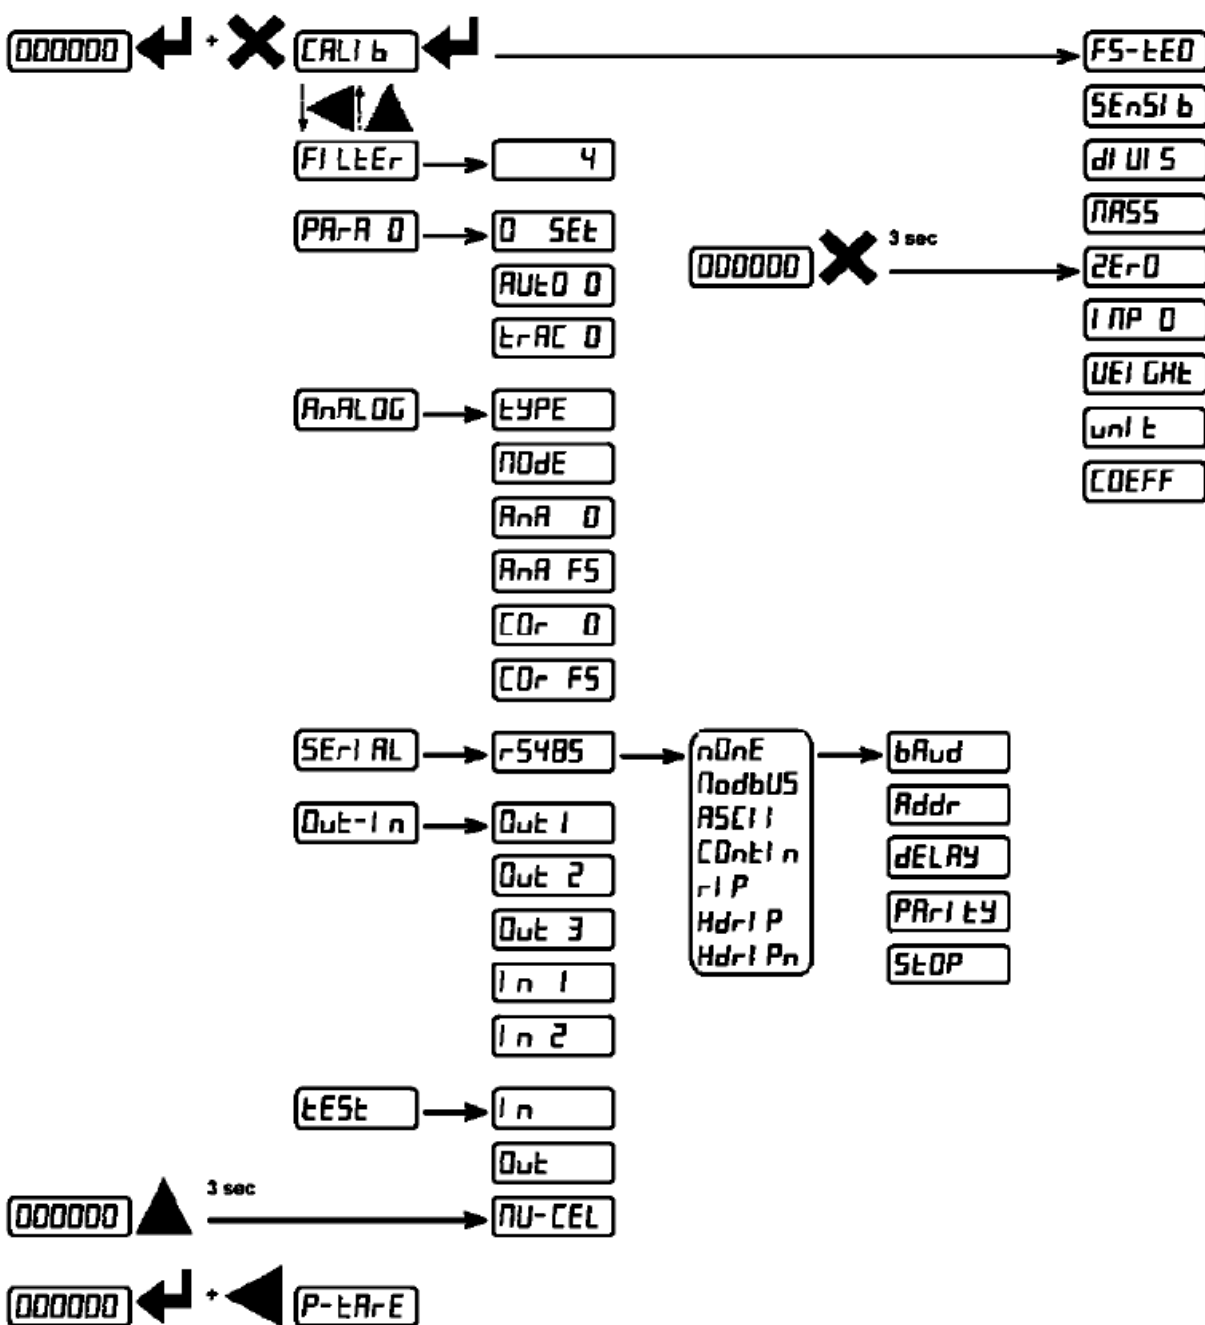 000000 + CALIb FS-tEO
SEnSIb
FILtEr 4 dIUIS
PArA 0 0 SEt MASS
000000 3 sec ZErO
AUtO 0
trAC 0 IMP 0
AnALOG tYPE UEIGHt
MOdE unIt
AnA 0 COEFF
AnA FS
COr 0
COr FS
SErIAL rS485 nOnE bAud
ModbUS
ASCII Addr
Out-In Out 1 COntIn dELAY
Out 2 rIP
Out 3 HdrIP PArItY
HdrIPn StOP
In 1
In 2
tESt In
Out
000000 3 sec MU-CEL
000000 + P-tArE